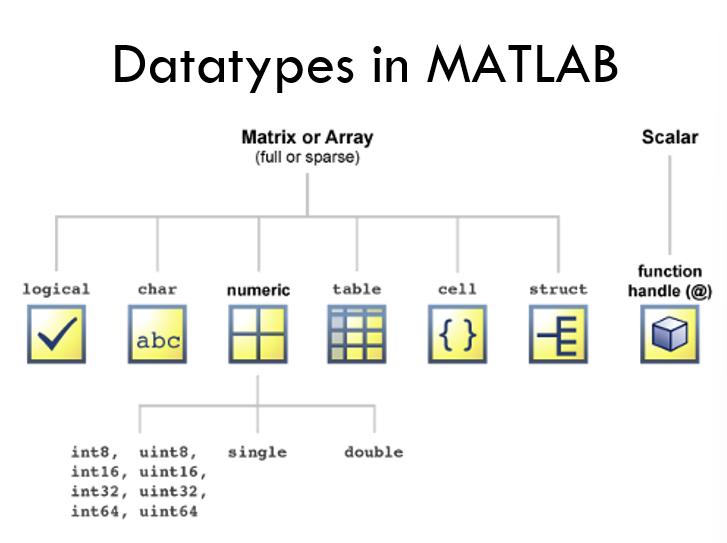 Datatypes in MATLAB
Matrix or Array
(full or sparse)
Scalar
logical
char
numeric
table
cell
struct
function
handle (@)
abc
{ }
int8, uint8,
int16, uint16,
int32, uint32,
int64, uint64
single
double